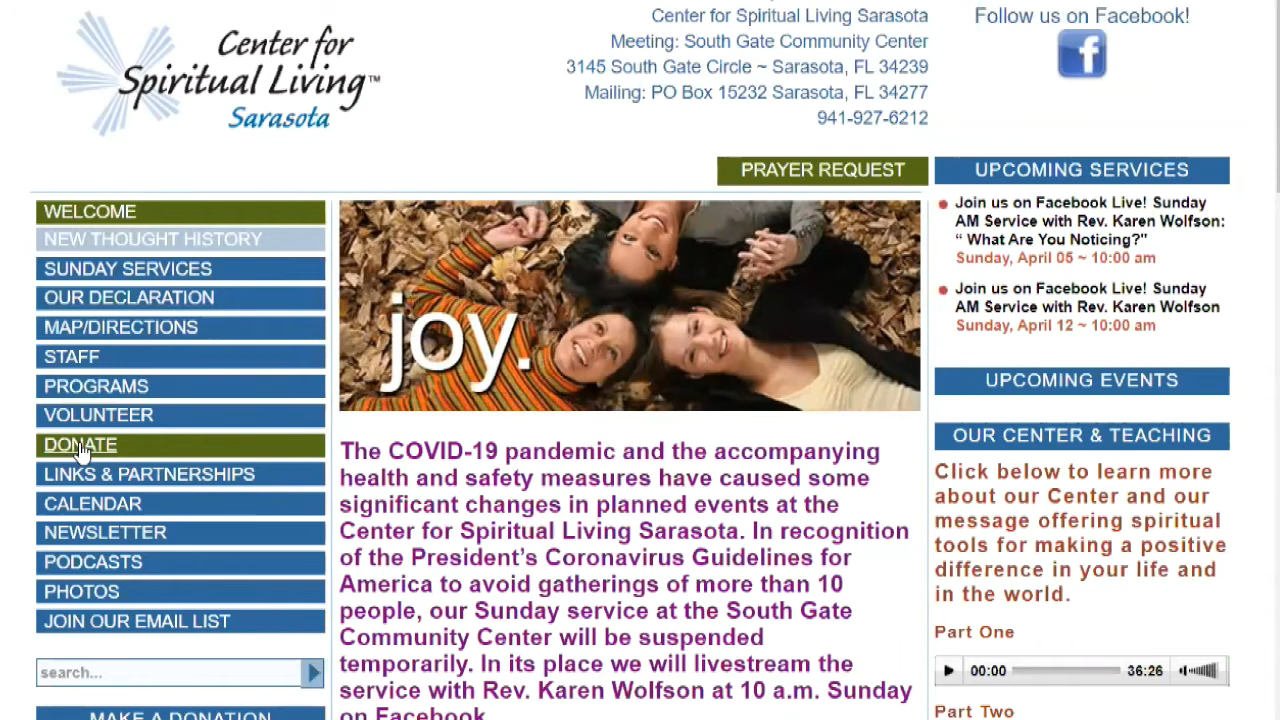 Center for
Spiritual Living™
Sarasota
Center for Spiritual Living Sarasota
Meeting: South Gate Community Center
3145 South Gate Circle ~ Sarasota, FL 34239
Mailing: PO Box 15232 Sarasota, FL 34277
941-927-6212
Follow us on Facebook!
f
PRAYER REQUEST
WELCOME
NEW THOUGHT HISTORY
SUNDAY SERVICES
OUR DECLARATION
MAP/DIRECTIONS
STAFF
PROGRAMS
VOLUNTEER
DONATE
LINKS & PARTNERSHIPS
CALENDAR
NEWSLETTER
PODCASTS
PHOTOS
JOIN OUR EMAIL LIST
search...
MAKE A DONATION
joy.
The COVID-19 pandemic and the accompanying
health and safety measures have caused some
significant changes in planned events at the
Center for Spiritual Living Sarasota. In recognition
of the President's Coronavirus Guidelines for
America to avoid gatherings of more than 10
people, our Sunday service at the South Gate
Community Center will be suspended
temporarily. In its place we will livestream the
service with Rev. Karen Wolfson at 10 a.m. Sunday
on Facebook
UPCOMING SERVICES
Join us on Facebook Live! Sunday
AM Service with Rev. Karen Wolfson:
“ What Are You Noticing?"
Sunday, April 05 ~ 10:00 am
Join us on Facebook Live! Sunday
AM Service with Rev. Karen Wolfson
Sunday, April 12 ~ 10:00 am
UPCOMING EVENTS
OUR CENTER & TEACHING
Click below to learn more
about our Center and our
message offering spiritual
tools for making a positive
difference in your life and
in the world.
Part One
00:00 36:26
Part Two